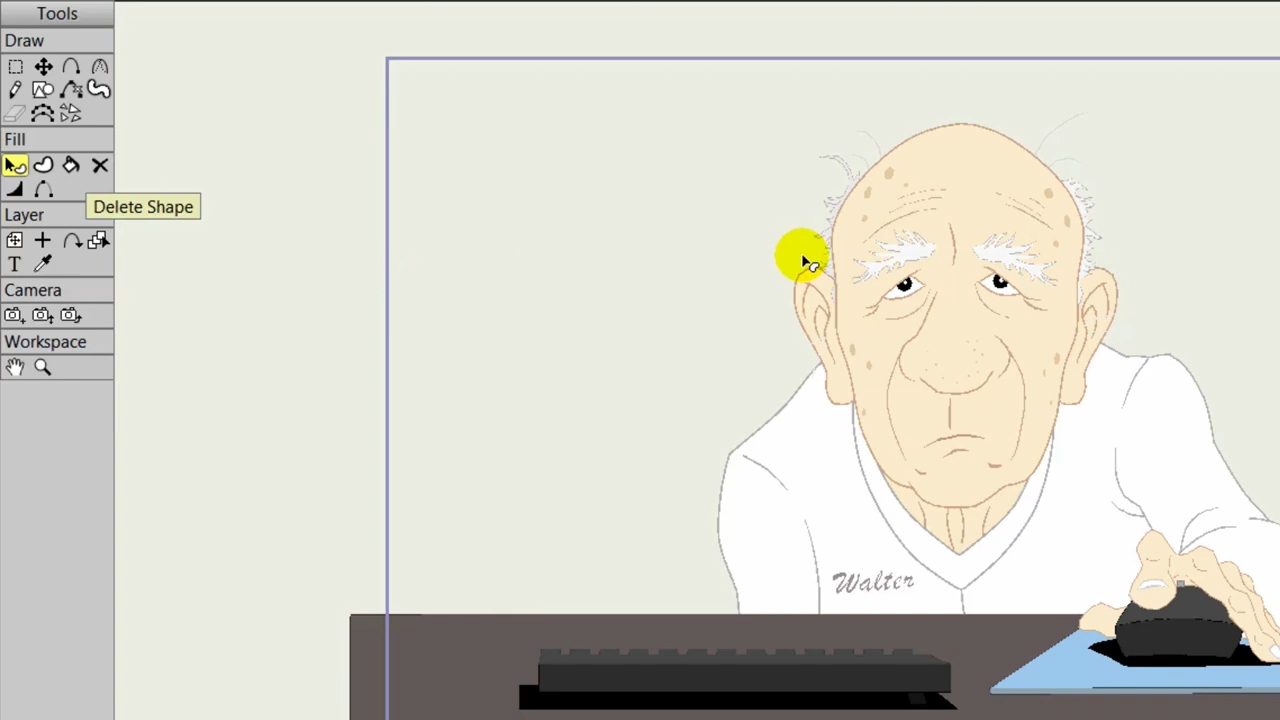 Tools
Draw
Fill
Delete Shape
Layer
T
Camera
Workspace
Walter